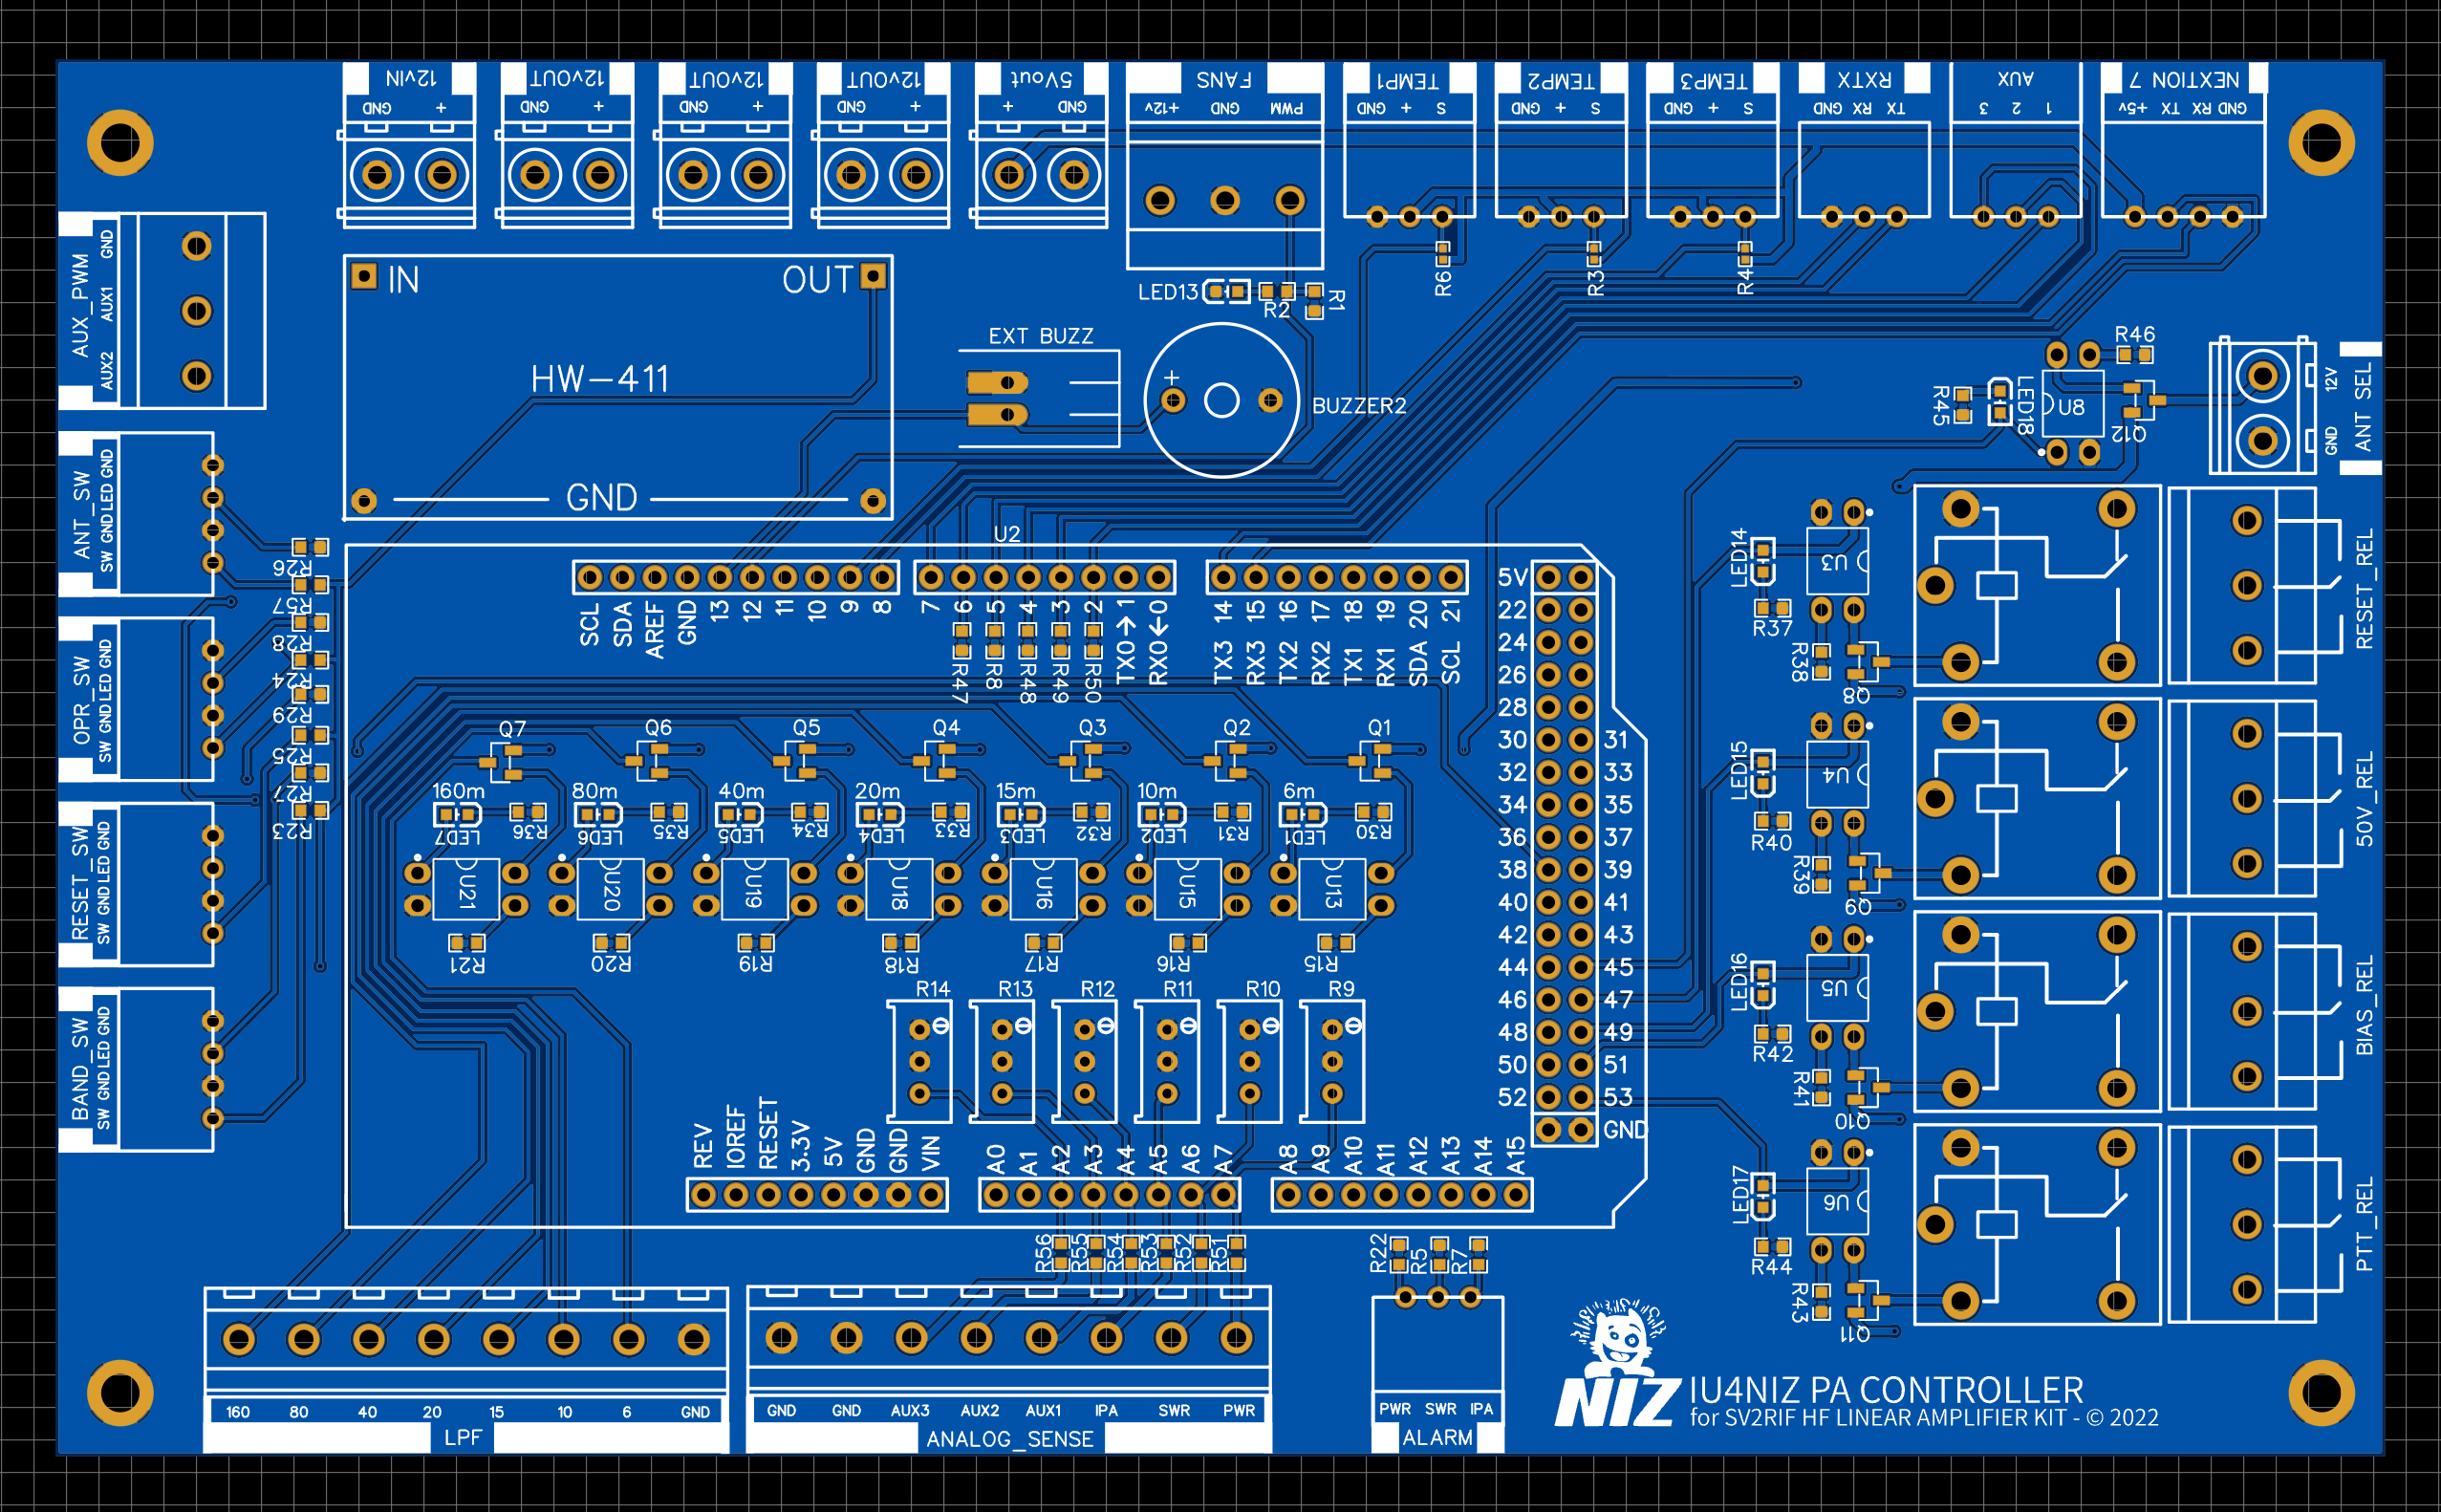 12vIN
GND +
12vOUT
GND +
12vOUT
GND +
12vOUT
GND +
5Vout
+ GND
FANS
+12v GND PWM
TEMP1
GND + S
TEMP2
GND + S
TEMP3
GND + S
RXTX
GND RX TX
AUX
3 2 1
NEXTION 7
+5v TX RX GND
AUX_PWM
GND
AUX1
AUX2
IN
OUT
HW-411
GND
LED13
R2
R1
R6
R3
R4
EXT BUZZ
+
BUZZER2
R46
R45
LED18
U8
Q12
12V
GND
ANT SEL
ANT_SW
SW GND LED GND
OPR_SW
SW GND LED GND
RESET_SW
SW GND LED GND
BAND_SW
SW GND LED GND
R26
R57
R28
R24
R29
R25
R27
R23
U2
SCL
SDA
AREF
GND
13
12
11
10
9
8
7
6
5
4
3
2
TX0→1
RX0←0
TX3 14
RX3 15
TX2 16
RX2 17
TX1 18
RX1 19
SDA 20
SCL 21
R47
R8
R48
R49
R50
5V
22
24
26
28
30 31
32 33
34 35
36 37
38 39
40 41
42 43
44 45
46 47
48 49
50 51
52 53
GND
Q7
Q6
Q5
Q4
Q3
Q2
Q1
160m
80m
40m
20m
15m
10m
6m
LED7
R36
LED6
R35
LED5
R34
LED4
R33
LED3
R32
LED2
R31
LED1
R30
U21
U20
U19
U18
U16
U15
U13
R21
R20
R19
R18
R17
R16
R15
R14
R13
R12
R11
R10
R9
REV
IOREF
RESET
3.3V
5V
GND
GND
VIN
A0
A1
A2
A3
A4
A5
A6
A7
A8
A9
A10
A11
A12
A13
A14
A15
R56
R55
R54
R53
R52
R51
R22
R5
R7
LED14
U3
R37
R38
Q8
RESET_REL
LED15
U4
R40
R39
Q9
50V_REL
LED16
U5
R42
R41
Q10
BIAS_REL
LED17
U6
R44
R43
Q11
PTT_REL
160 80 40 20 15 10 6 GND
LPF
GND GND AUX3 AUX2 AUX1 IPA SWR PWR
ANALOG_SENSE
PWR SWR IPA
ALARM
NIZ
IU4NIZ PA CONTROLLER
for SV2RIF HF LINEAR AMPLIFIER KIT - © 2022